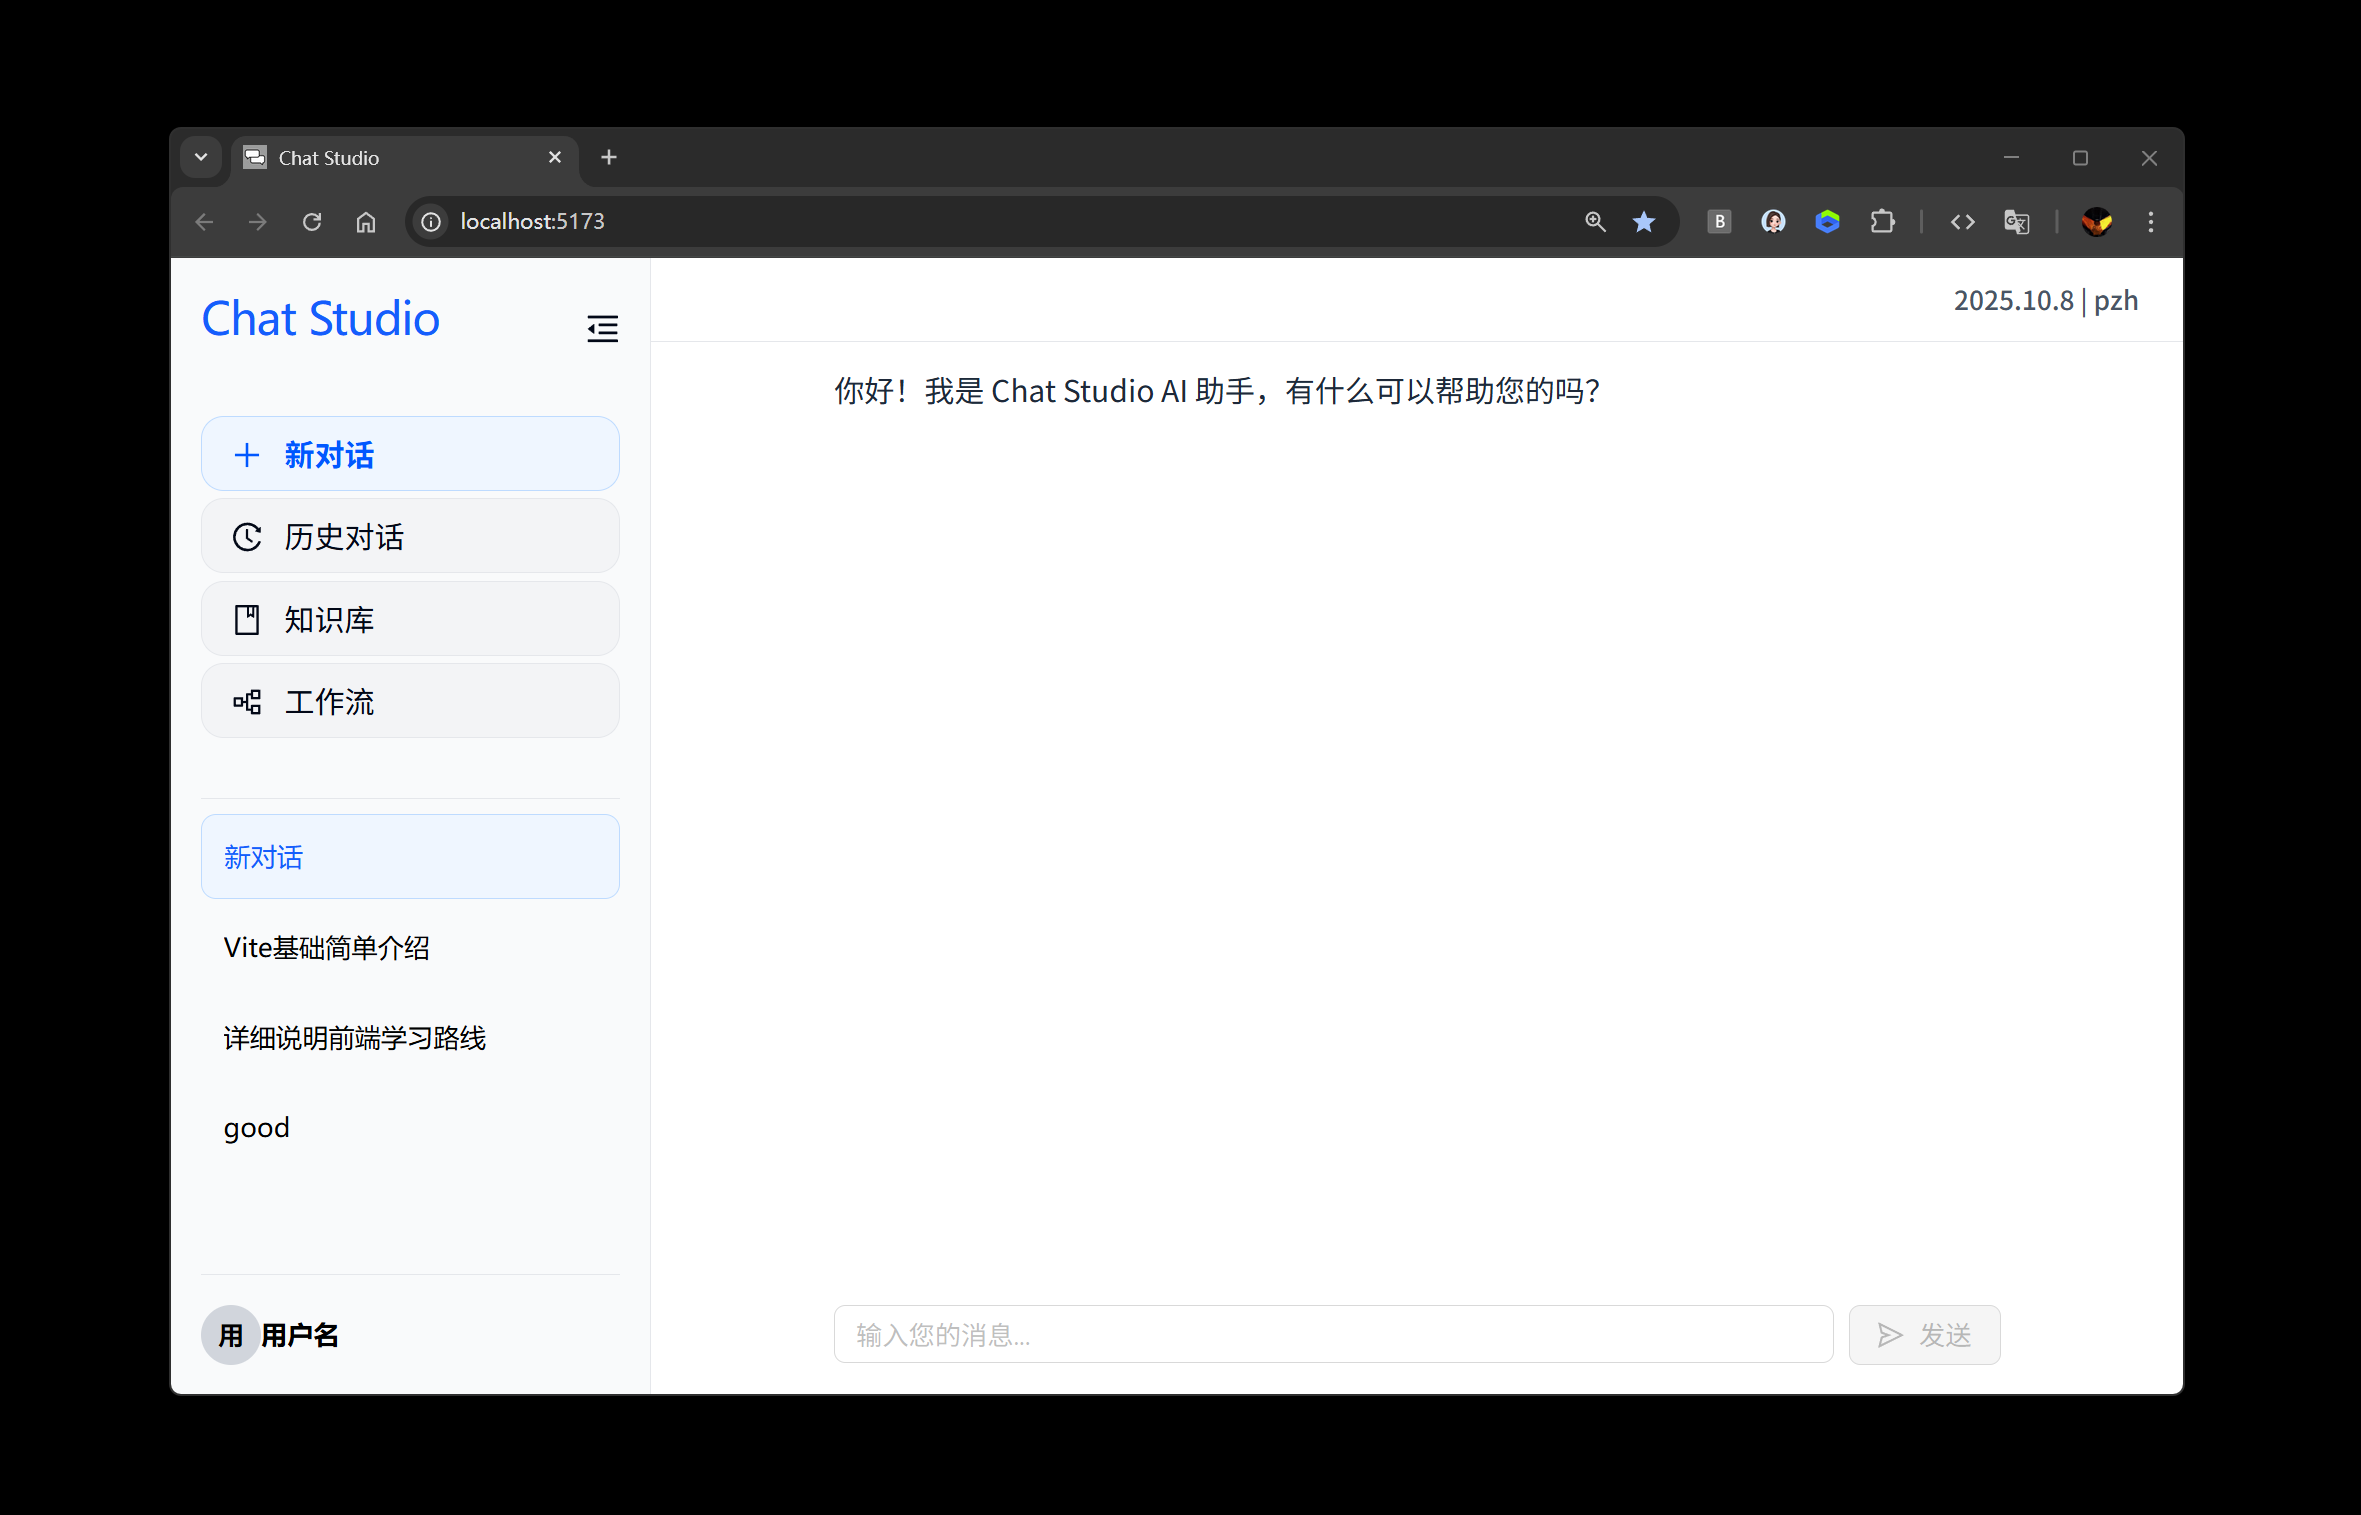 Chat Studio
localhost:5173
B
Chat Studio
2025.10.8 | pzh
你好！我是 Chat Studio AI 助手，有什么可以帮助您的吗？
新对话
历史对话
知识库
工作流
新对话
Vite基础简单介绍
详细说明前端学习路线
good
用 用户名
输入您的消息...
发送